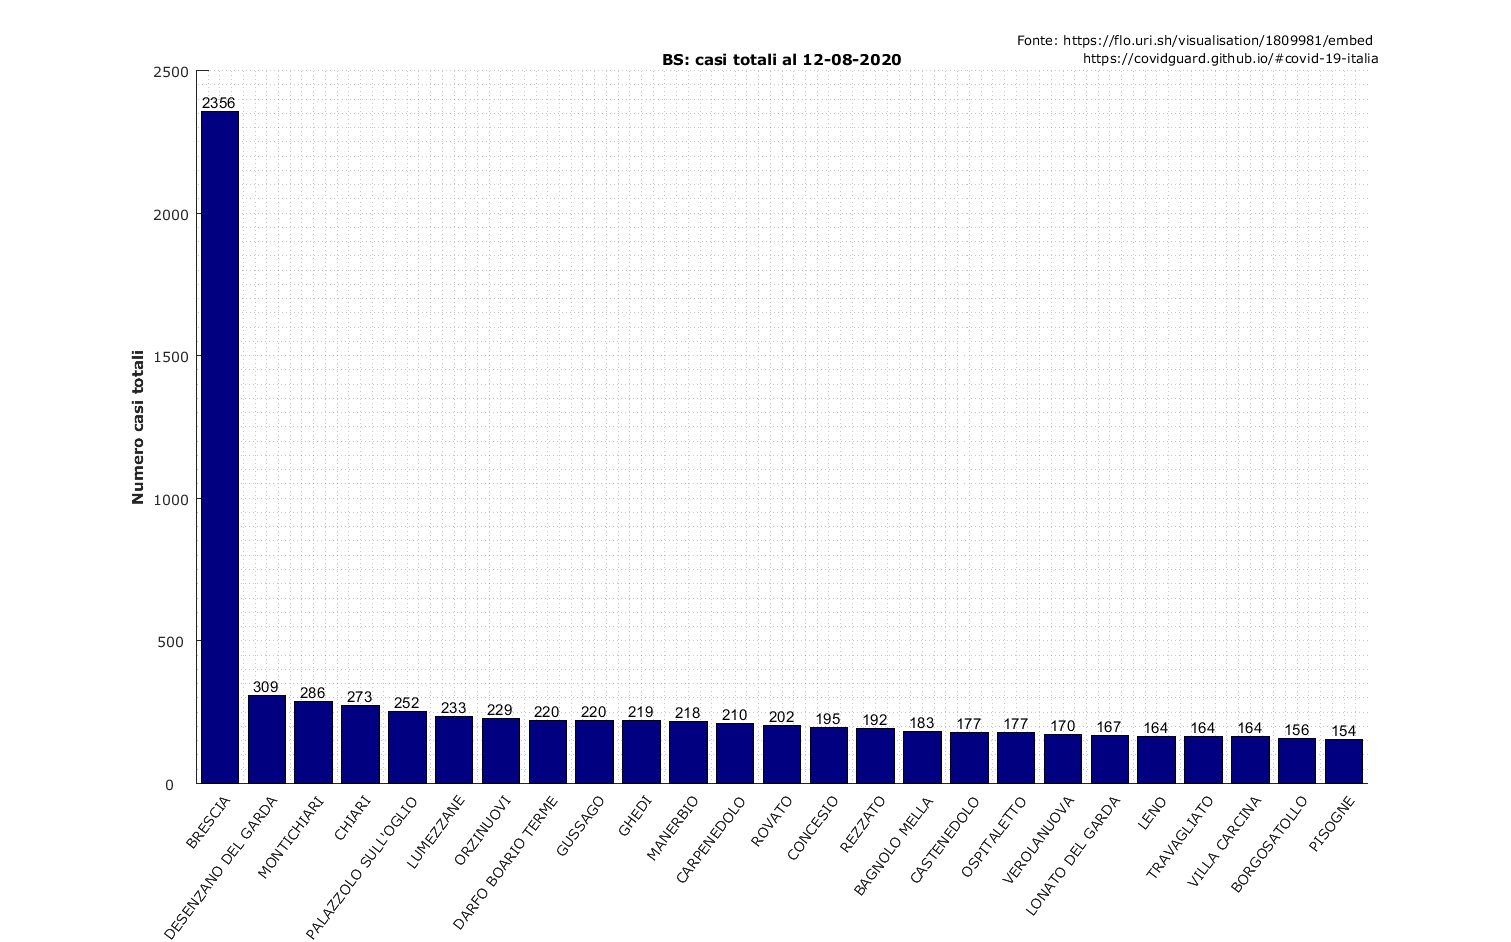 Fonte: https://flo.uri.sh/visualisation/1809981/embed
https://covidguard.github.io/#covid-19-italia
BS: casi totali al 12-08-2020
Numero casi totali
2500
2000
1500
1000
500
0
2356
309
286
273
252
233
229
220
220
219
218
210
202
195
192
183
177
177
170
167
164
164
164
156
154
BRESCIA
DESENZANO DEL GARDA
MONTICHIARI
CHIARI
PALAZZOLO SULL'OGLIO
LUMEZZANE
ORZINUOVI
DARFO BOARIO TERME
GUSSAGO
GHEDI
MANERBIO
CARPENEDOLO
ROVATO
CONCESIO
REZZATO
BAGNOLO MELLA
CASTENEDOLO
OSPITALETTO
VEROLANUOVA
LONATO DEL GARDA
LENO
TRAVAGLIATO
VILLA CARCINA
BORGOSATOLLO
PISOGNE